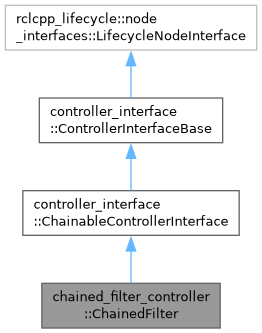 rclcpp_lifecycle::node
_interfaces::LifecycleNodeInterface
controller_interface
::ControllerInterfaceBase
controller_interface
::ChainableControllerInterface
chained_filter_controller
::ChainedFilter